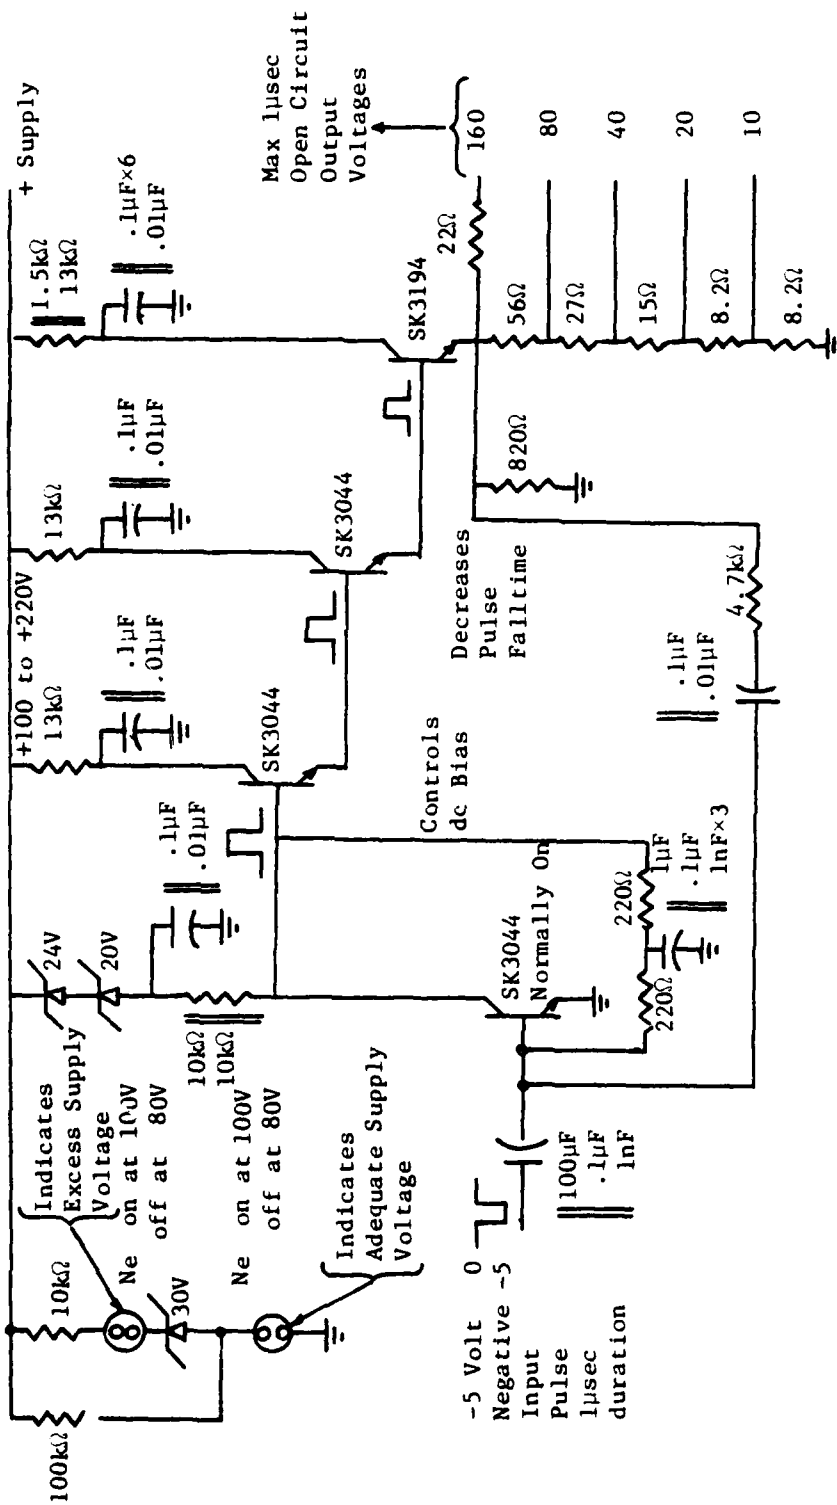 + Supply
+100 to +220V
100kΩ
10kΩ
Indicates
Excess Supply
Voltage
Ne on at 100V
off at 80V
30V
Ne on at 100V
off at 80V
Indicates
Adequate Supply
Voltage
24V
20V
.1µF
.01µF
10kΩ
10kΩ
13kΩ
.1µF
.01µF
SK3044
13kΩ
.1µF
.01µF
SK3044
1.5kΩ
13kΩ
.1µF×6
.01µF
SK3194
Max 1µsec
Open Circuit
Output
Voltages
22Ω
160
56Ω
80
27Ω
40
15Ω
20
8.2Ω
10
8.2Ω
820Ω
Decreases
Pulse
Falltime
4.7kΩ
.1µF
.01µF
Controls
dc Bias
SK3044
Normally On
220Ω
220Ω
1µF
.1µF
1nF×3
-5 Volt
Negative
Input
Pulse
1µsec
duration
0
-5
100µF
.1µF
1nF